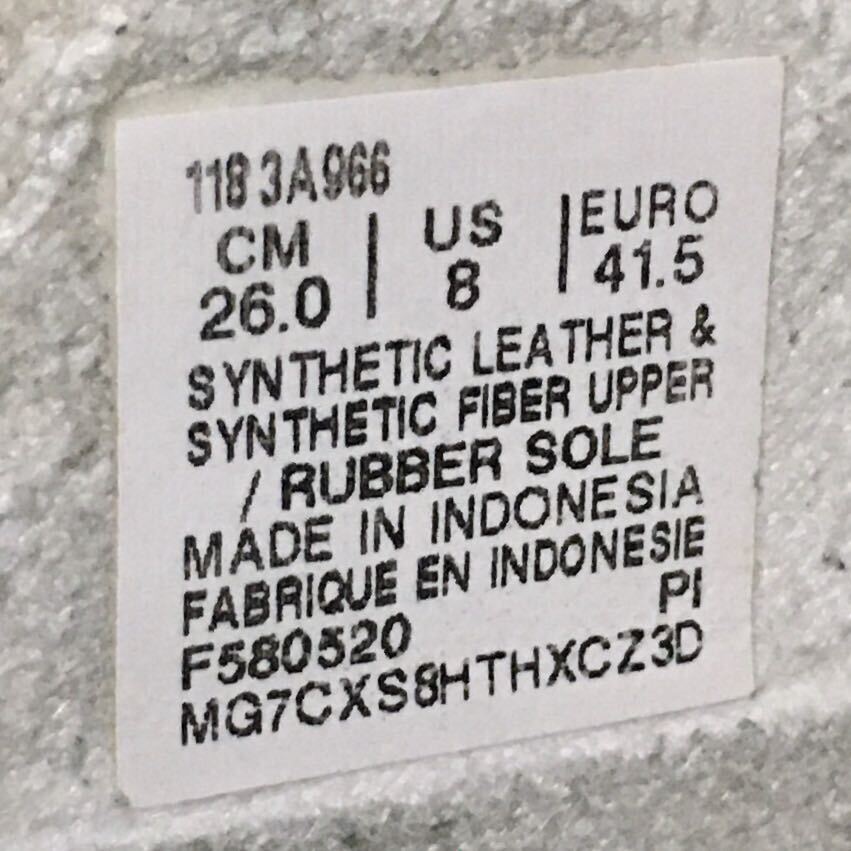 1183A966
CM | US | EURO
26.0 8 41.5
SYNTHETIC LEATHER &
SYNTHETIC FIBER UPPER
/ RUBBER SOLE
MADE IN INDONESIA
FABRIQUE EN INDONESIE
F580520 PI
MG7CXS8HTHXCZ3D